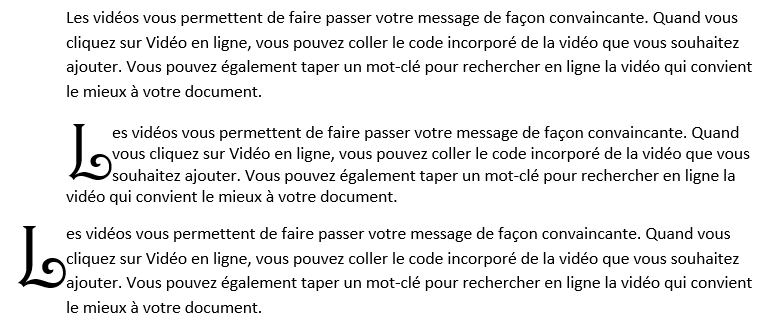 Les vidéos vous permettent de faire passer votre message de façon convaincante. Quand vous
cliquez sur Vidéo en ligne, vous pouvez coller le code incorporé de la vidéo que vous souhaitez
ajouter. Vous pouvez également taper un mot-clé pour rechercher en ligne la vidéo qui convient
le mieux à votre document.
Les vidéos vous permettent de faire passer votre message de façon convaincante. Quand
vous cliquez sur Vidéo en ligne, vous pouvez coller le code incorporé de la vidéo que vous
souhaitez ajouter. Vous pouvez également taper un mot-clé pour rechercher en ligne la
vidéo qui convient le mieux à votre document.
Les vidéos vous permettent de faire passer votre message de façon convaincante. Quand vous
cliquez sur Vidéo en ligne, vous pouvez coller le code incorporé de la vidéo que vous souhaitez
ajouter. Vous pouvez également taper un mot-clé pour rechercher en ligne la vidéo qui convient
le mieux à votre document.